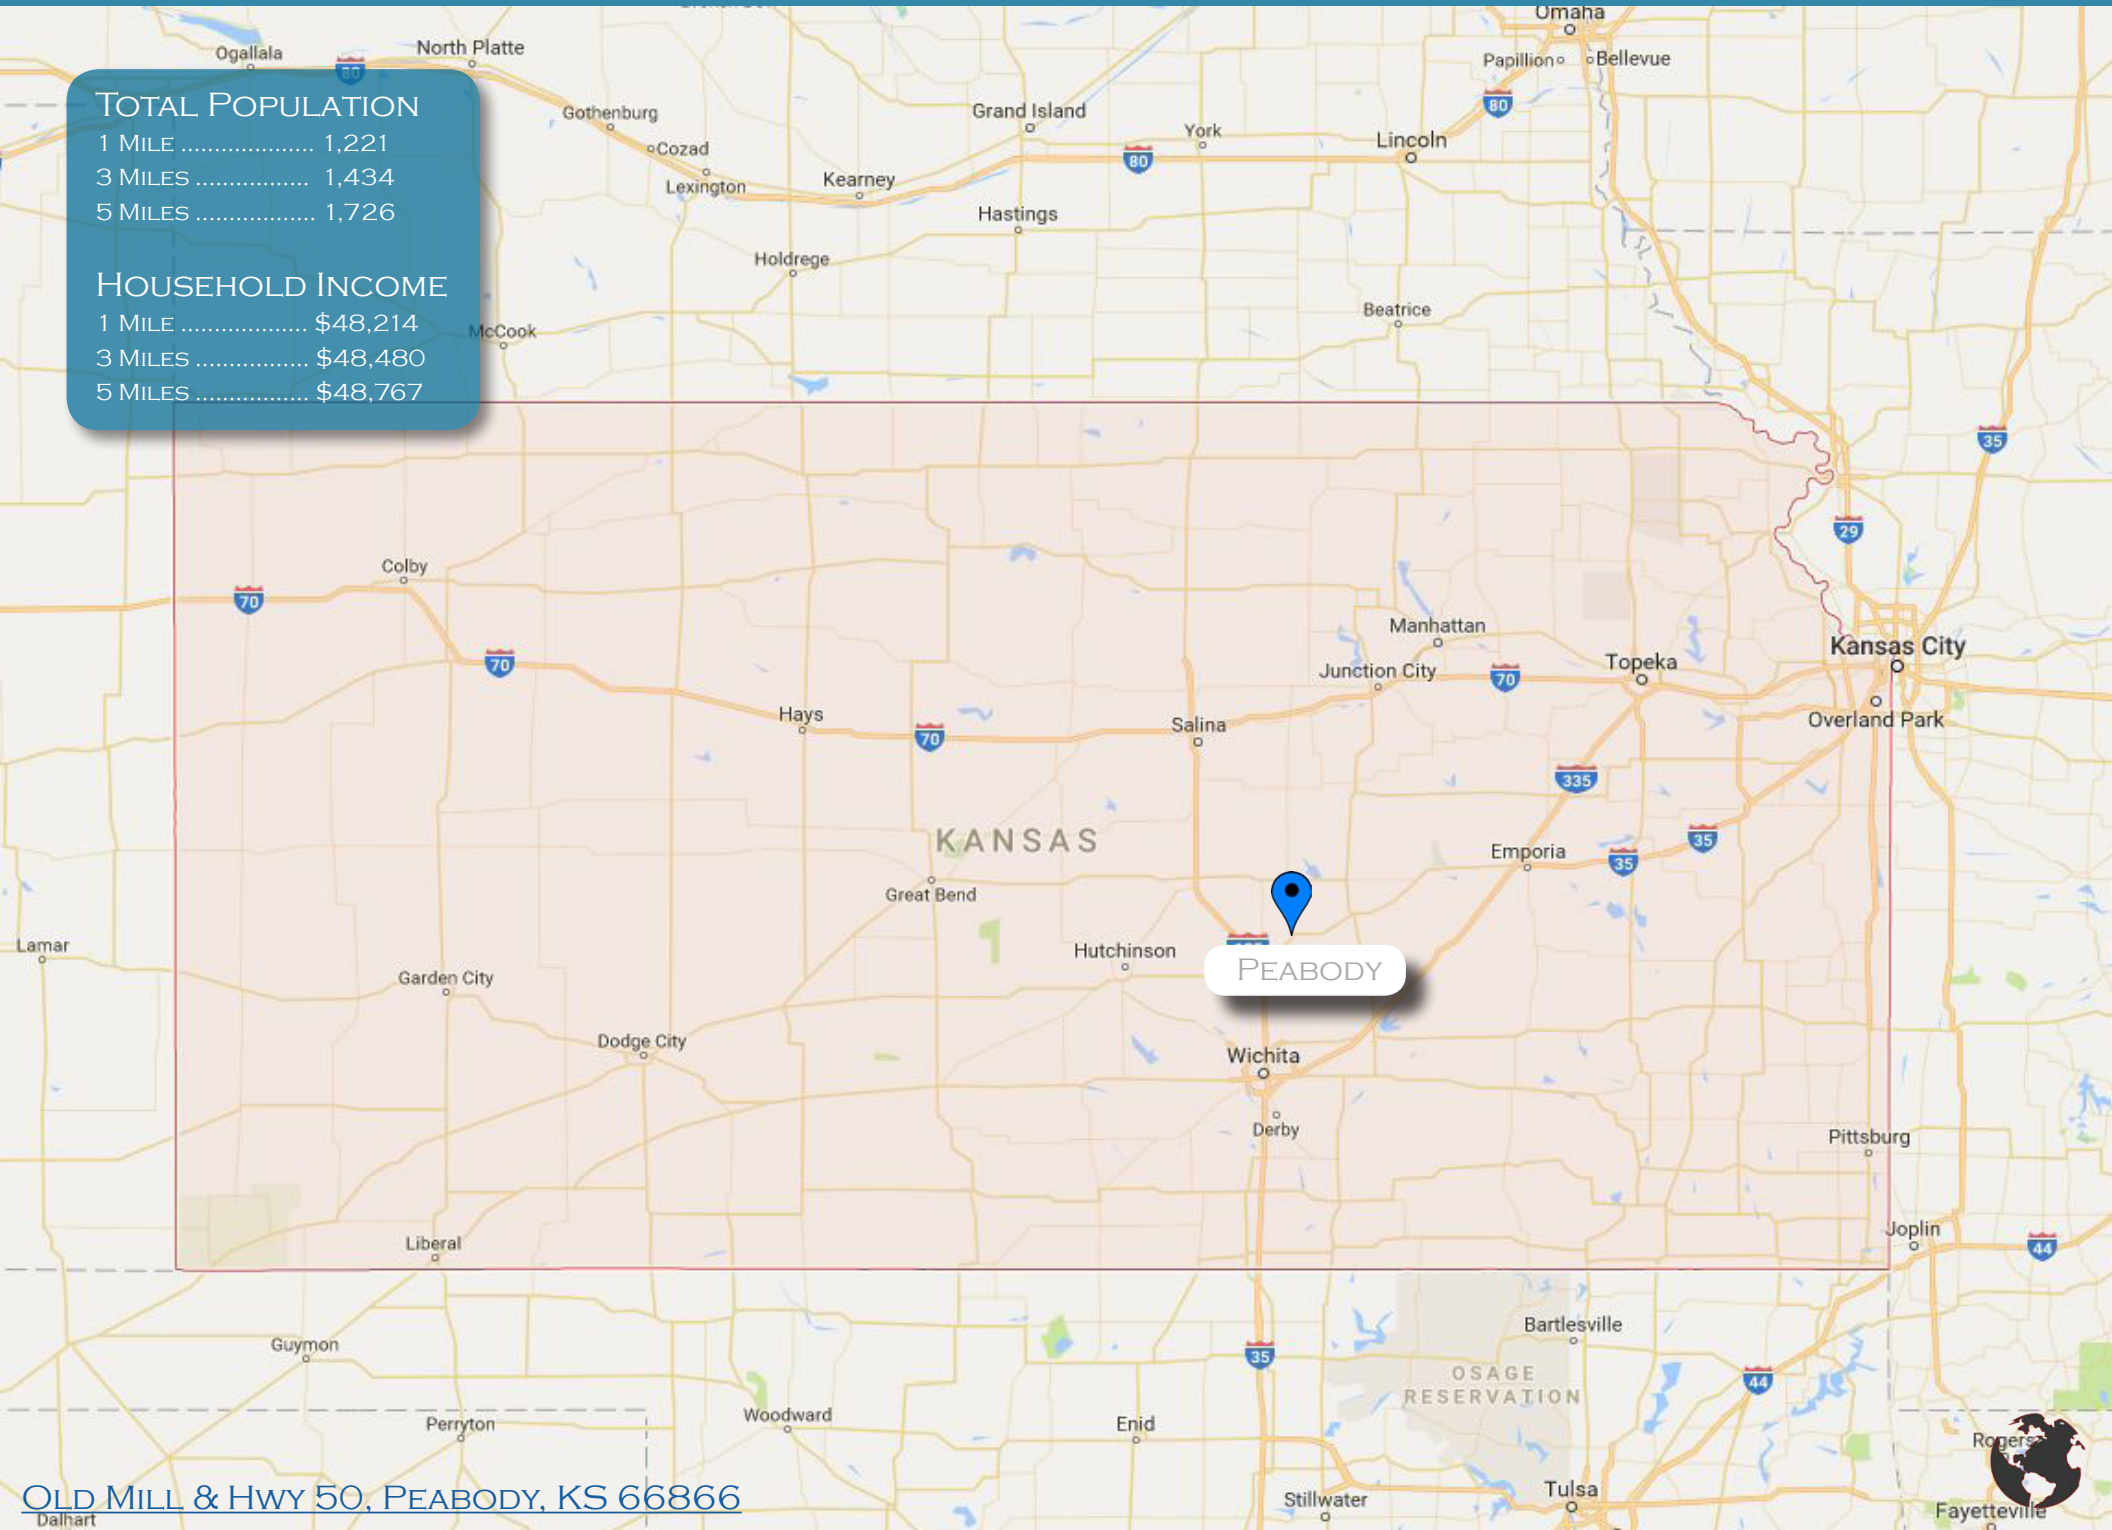 Omaha
Ogallala
North Platte
Papillion
Bellevue
80
TOTAL POPULATION
1 MILE .................... 1,221
3 MILES ................. 1,434
5 MILES .................. 1,726
HOUSEHOLD INCOME
1 MILE ................... $48,214
3 MILES ................. $48,480
5 MILES ................. $48,767
80
Gothenburg
Grand Island
York
Lincoln
Cozad
80
Lexington
Kearney
Hastings
Holdrege
Beatrice
McCook
35
29
Colby
70
Manhattan
Kansas City
70
Junction City
70
Topeka
Hays
70
Salina
Overland Park
335
KANSAS
35
Emporia
35
Great Bend
Lamar
Hutchinson
PEABODY
Garden City
Dodge City
Wichita
Derby
Pittsburg
Liberal
Joplin
44
Guymon
35
Bartlesville
OSAGE
RESERVATION
44
Perryton
Woodward
Enid
Rogers
OLD MILL & HWY 50, PEABODY, KS 66866
Dalhart
Stillwater
Tulsa
Fayetteville